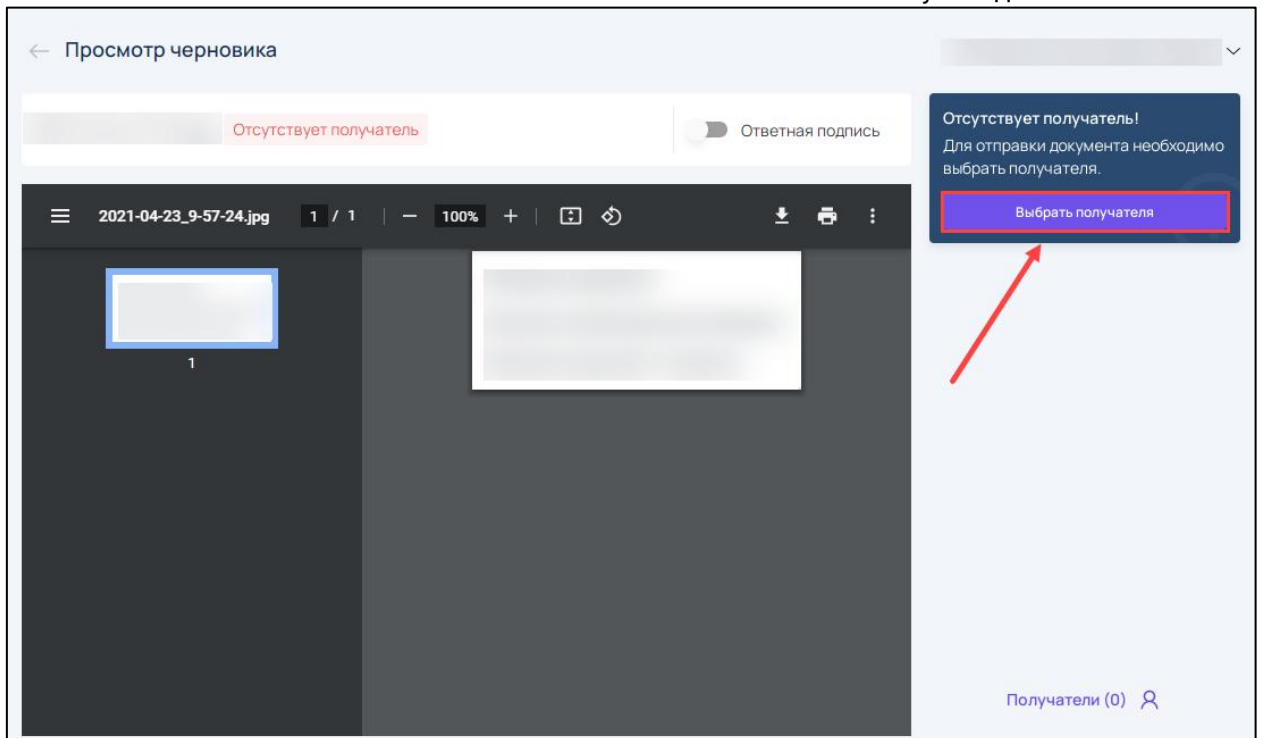 Просмотр черновика
Отсутствует получатель
Ответная подпись
Отсутствует получатель!
Для отправки документа необходимо
выбрать получателя.
Выбрать получателя
2021-04-23_9-57-24.jpg 1 / 1 100%
1
Получатели (0)